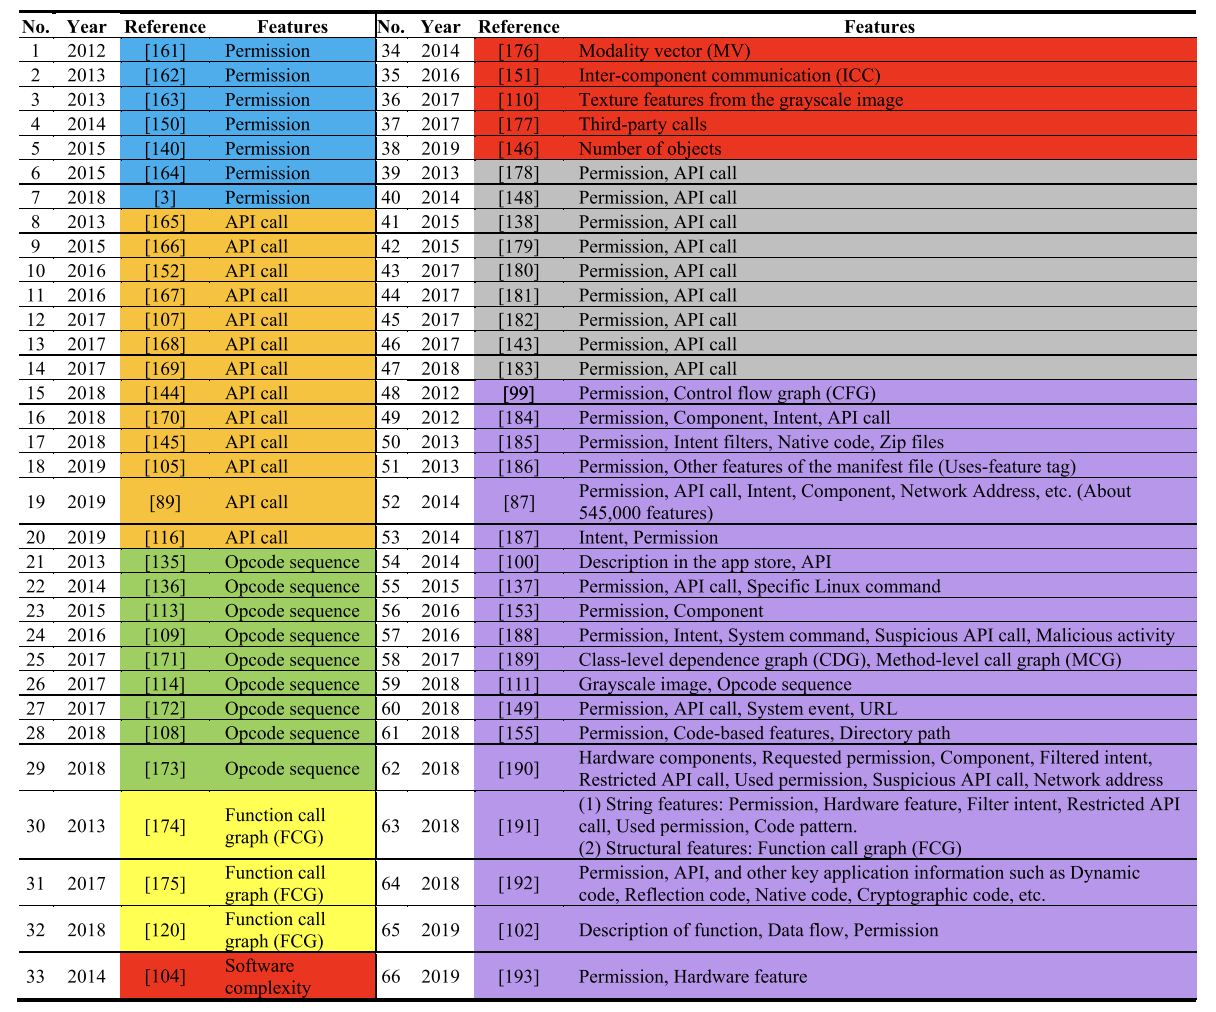 No. Year Reference Features No. Year Reference Features
1 2012 [161] Permission 34 2014 [176] Modality vector (MV)
2 2013 [162] Permission 35 2016 [151] Inter-component communication (ICC)
3 2013 [163] Permission 36 2017 [110] Texture features from the grayscale image
4 2014 [150] Permission 37 2017 [177] Third-party calls
5 2015 [140] Permission 38 2019 [146] Number of objects
6 2015 [164] Permission 39 2013 [178] Permission, API call
7 2018 [3] Permission 40 2014 [148] Permission, API call
8 2013 [165] API call 41 2015 [138] Permission, API call
9 2015 [166] API call 42 2015 [179] Permission, API call
10 2016 [152] API call 43 2017 [180] Permission, API call
11 2016 [167] API call 44 2017 [181] Permission, API call
12 2017 [107] API call 45 2017 [182] Permission, API call
13 2017 [168] API call 46 2017 [143] Permission, API call
14 2017 [169] API call 47 2018 [183] Permission, API call
15 2018 [144] API call 48 2012 [99] Permission, Control flow graph (CFG)
16 2018 [170] API call 49 2012 [184] Permission, Component, Intent, API call
17 2018 [145] API call 50 2013 [185] Permission, Intent filters, Native code, Zip files
18 2019 [105] API call 51 2013 [186] Permission, Other features of the manifest file (Uses-feature tag)
19 2019 [89] API call 52 2014 [87] Permission, API call, Intent, Component, Network Address, etc. (About
545,000 features)
20 2019 [116] API call 53 2014 [187] Intent, Permission
21 2013 [135] Opcode sequence 54 2014 [100] Description in the app store, API
22 2014 [136] Opcode sequence 55 2015 [137] Permission, API call, Specific Linux command
23 2015 [113] Opcode sequence 56 2016 [153] Permission, Component
24 2016 [109] Opcode sequence 57 2016 [188] Permission, Intent, System command, Suspicious API call, Malicious activity
25 2017 [171] Opcode sequence 58 2017 [189] Class-level dependence graph (CDG), Method-level call graph (MCG)
26 2017 [114] Opcode sequence 59 2018 [111] Grayscale image, Opcode sequence
27 2017 [172] Opcode sequence 60 2018 [149] Permission, API call, System event, URL
28 2018 [108] Opcode sequence 61 2018 [155] Permission, Code-based features, Directory path
29 2018 [173] Opcode sequence 62 2018 [190] Hardware components, Requested permission, Component, Filtered intent,
Restricted API call, Used permission, Suspicious API call, Network address
30 2013 [174] Function call
graph (FCG) 63 2018 [191] (1) String features: Permission, Hardware feature, Filter intent, Restricted API
call, Used permission, Code pattern.
(2) Structural features: Function call graph (FCG)
31 2017 [175] Function call
graph (FCG) 64 2018 [192] Permission, API, and other key application information such as Dynamic
code, Reflection code, Native code, Cryptographic code, etc.
32 2018 [120] Function call
graph (FCG) 65 2019 [102] Description of function, Data flow, Permission
33 2014 [104] Software
complexity 66 2019 [193] Permission, Hardware feature